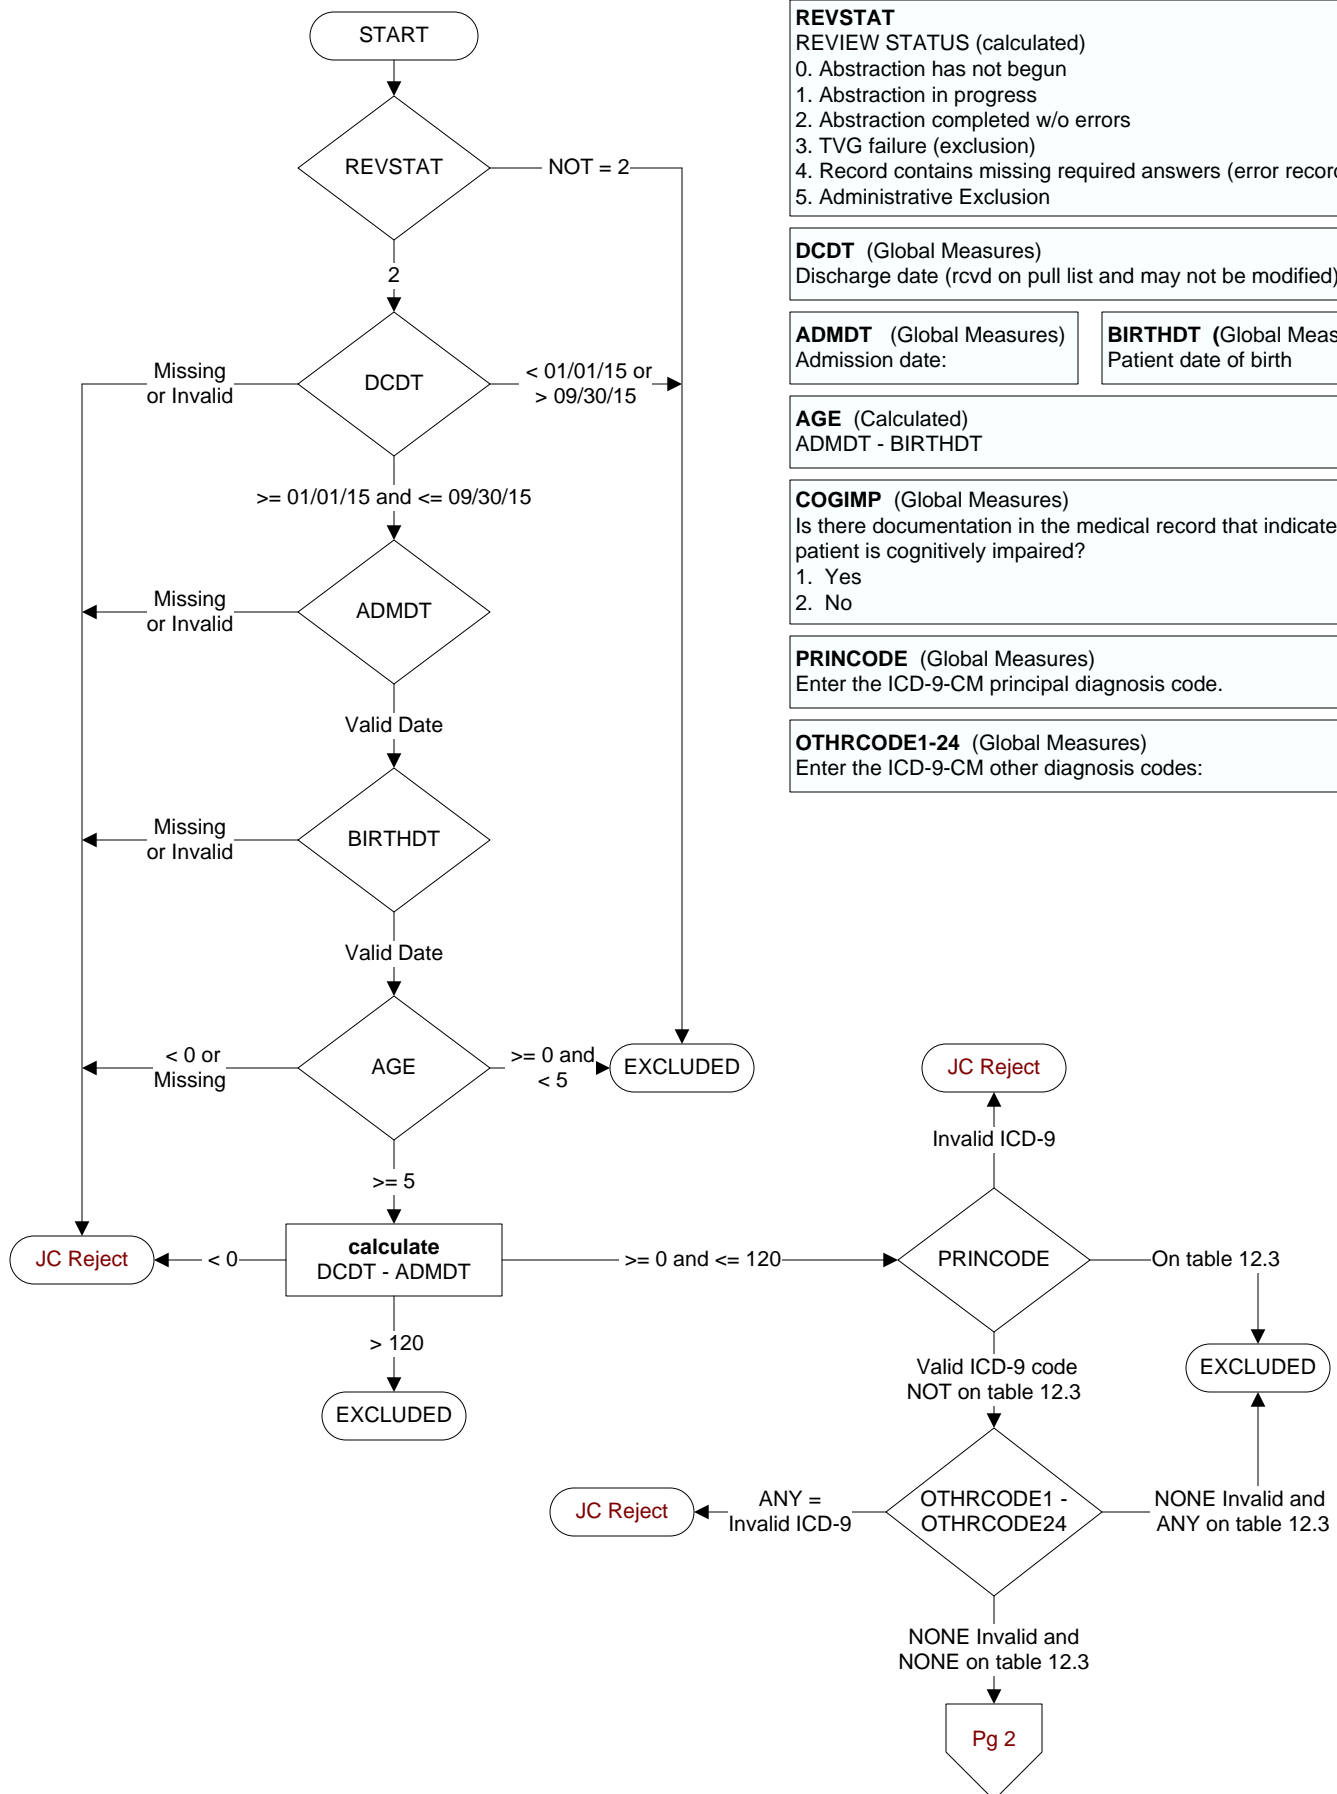 START
REVSTAT
NOT = 2
2
Missing
or Invalid
DCDT
< 01/01/15 or
> 09/30/15
>= 01/01/15 and <= 09/30/15
Missing
or Invalid
ADMDT
Valid Date
Missing
or Invalid
BIRTHDT
Valid Date
< 0 or
Missing
AGE
>= 0 and
< 5
EXCLUDED
>= 5
JC Reject
< 0
calculate
DCDT - ADMDT
>= 0 and <= 120
> 120
EXCLUDED
REVSTAT
REVIEW STATUS (calculated)
0. Abstraction has not begun
1. Abstraction in progress
2. Abstraction completed w/o errors
3. TVG failure (exclusion)
4. Record contains missing required answers (error record
5. Administrative Exclusion
DCDT (Global Measures)
Discharge date (rcvd on pull list and may not be modified)
ADMDT (Global Measures)
Admission date:
BIRTHDT (Global Meas
Patient date of birth
AGE (Calculated)
ADMDT - BIRTHDT
COGIMP (Global Measures)
Is there documentation in the medical record that indicate
patient is cognitively impaired?
1. Yes
2. No
PRINCODE (Global Measures)
Enter the ICD-9-CM principal diagnosis code.
OTHRCODE1-24 (Global Measures)
Enter the ICD-9-CM other diagnosis codes:
JC Reject
Invalid ICD-9
PRINCODE
On table 12.3
EXCLUDED
Valid ICD-9 code
NOT on table 12.3
JC Reject
ANY =
Invalid ICD-9
OTHRCODE1 -
OTHRCODE24
NONE Invalid and
ANY on table 12.3
NONE Invalid and
NONE on table 12.3
Pg 2